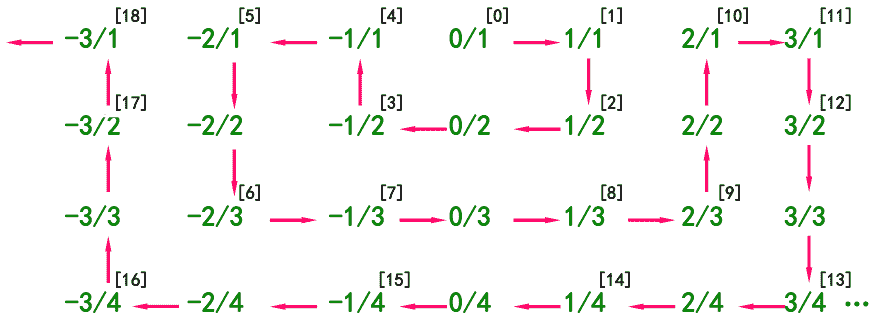 [18] [5] [4] [0] [1] [10] [11]
-3/1 -2/1 -1/1 0/1 1/1 2/1 3/1
[17] [3] [2] [12]
-3/2 -2/2 -1/2 0/2 1/2 2/2 3/2
[6] [7] [8] [9]
-3/3 -2/3 -1/3 0/3 1/3 2/3 3/3
[16] [15] [14] [13]
-3/4 -2/4 -1/4 0/4 1/4 2/4 3/4 ...